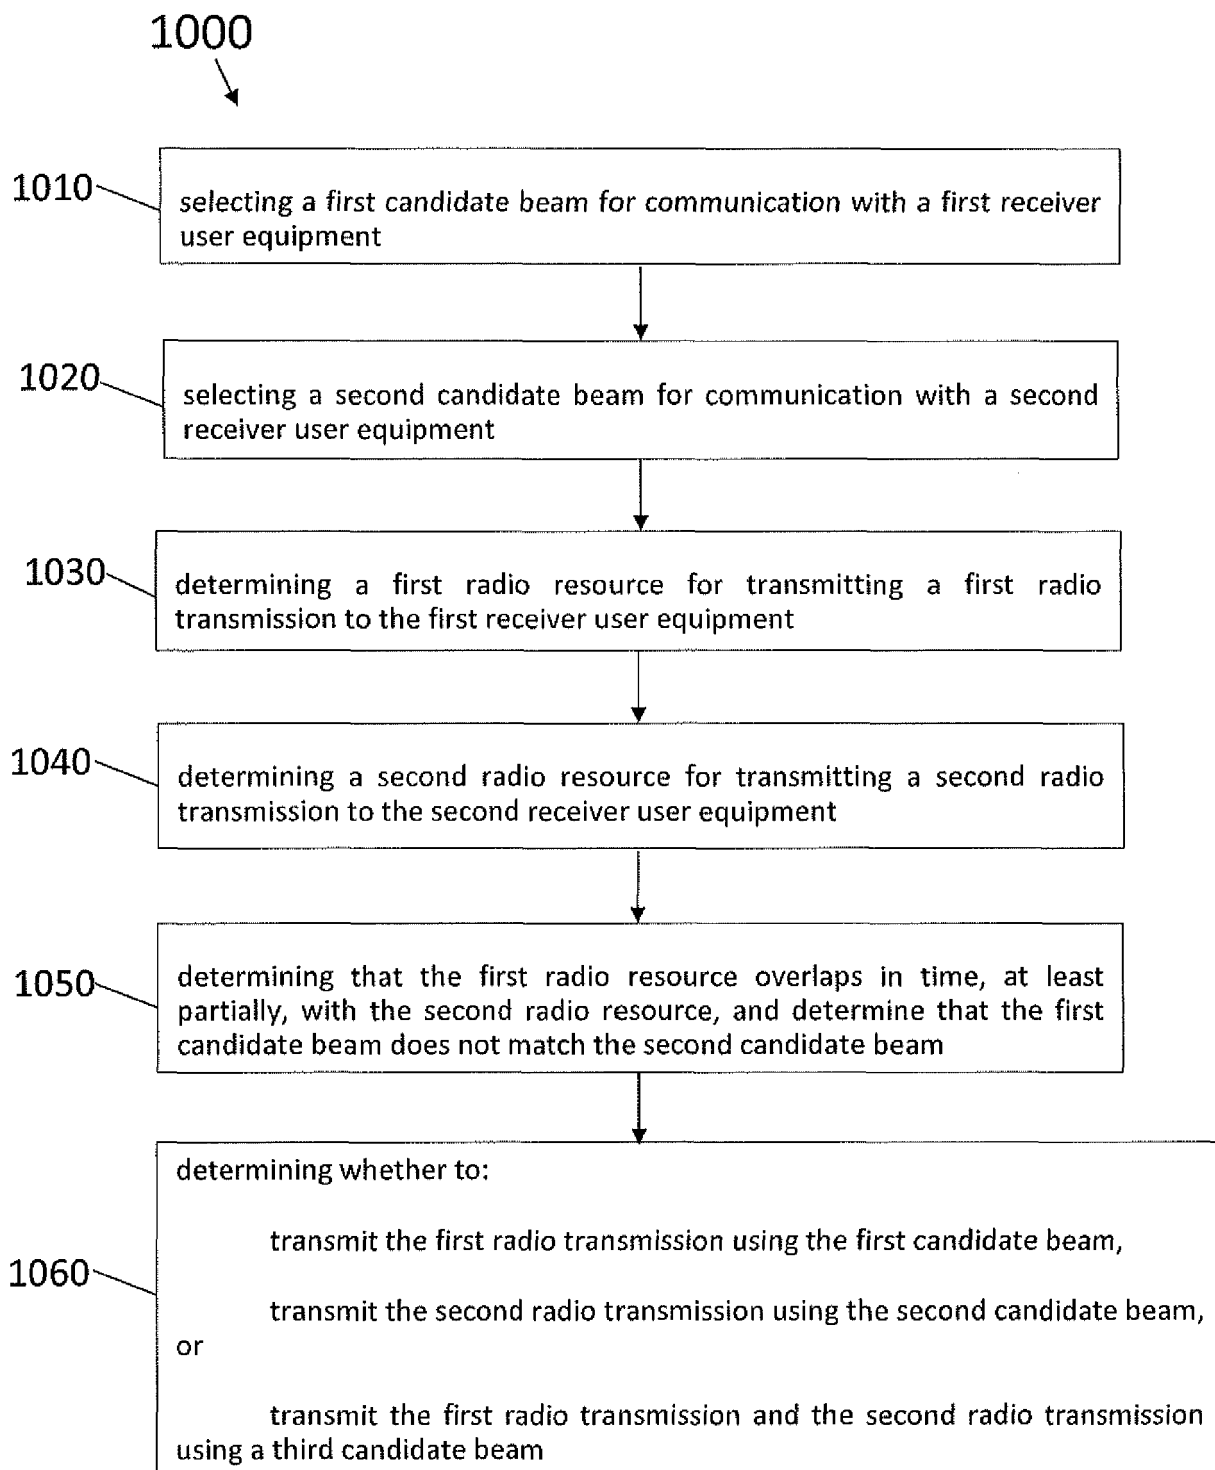 1000
1010
selecting a first candidate beam for communication with a first receiver
user equipment
1020
selecting a second candidate beam for communication with a second
receiver user equipment
1030
determining a first radio resource for transmitting a first radio
transmission to the first receiver user equipment
1040
determining a second radio resource for transmitting a second radio
transmission to the second receiver user equipment
1050
determining that the first radio resource overlaps in time, at least
partially, with the second radio resource, and determine that the first
candidate beam does not match the second candidate beam
1060
determining whether to:
transmit the first radio transmission using the first candidate beam,
transmit the second radio transmission using the second candidate beam,
or
transmit the first radio transmission and the second radio transmission
using a third candidate beam